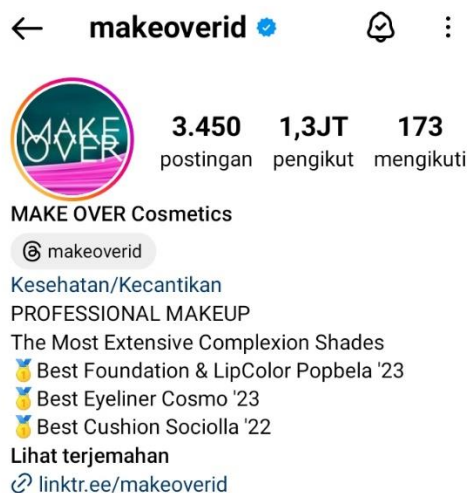 makeoverid
MAKE
OVER
3.450 1,3JT 173
postingan pengikut mengikuti
MAKE OVER Cosmetics
makeoverid
Kesehatan/Kecantikan
PROFESSIONAL MAKEUP
The Most Extensive Complexion Shades
🥇Best Foundation & LipColor Popbela '23
🥇Best Eyeliner Cosmo '23
🥇Best Cushion Sociolla '22
Lihat terjemahan
linktr.ee/makeoverid